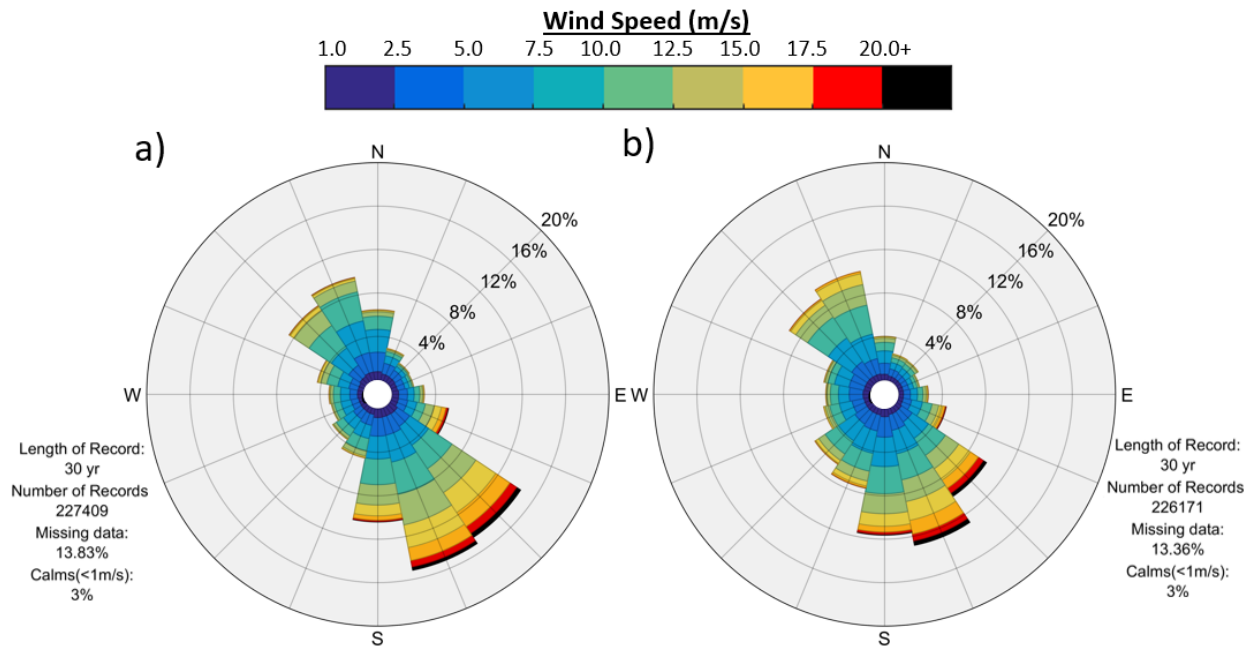 Wind Speed (m/s)
1.0 2.5 5.0 7.5 10.0 12.5 15.0 17.5 20.0+
a)
N
20%
16%
12%
8%
4%
W
E
S
Length of Record:
30 yr
Number of Records
227409
Missing data:
13.83%
Calms(<1m/s):
3%
b)
N
20%
16%
12%
8%
4%
W
E
S
Length of Record:
30 yr
Number of Records
226171
Missing data:
13.36%
Calms(<1m/s):
3%